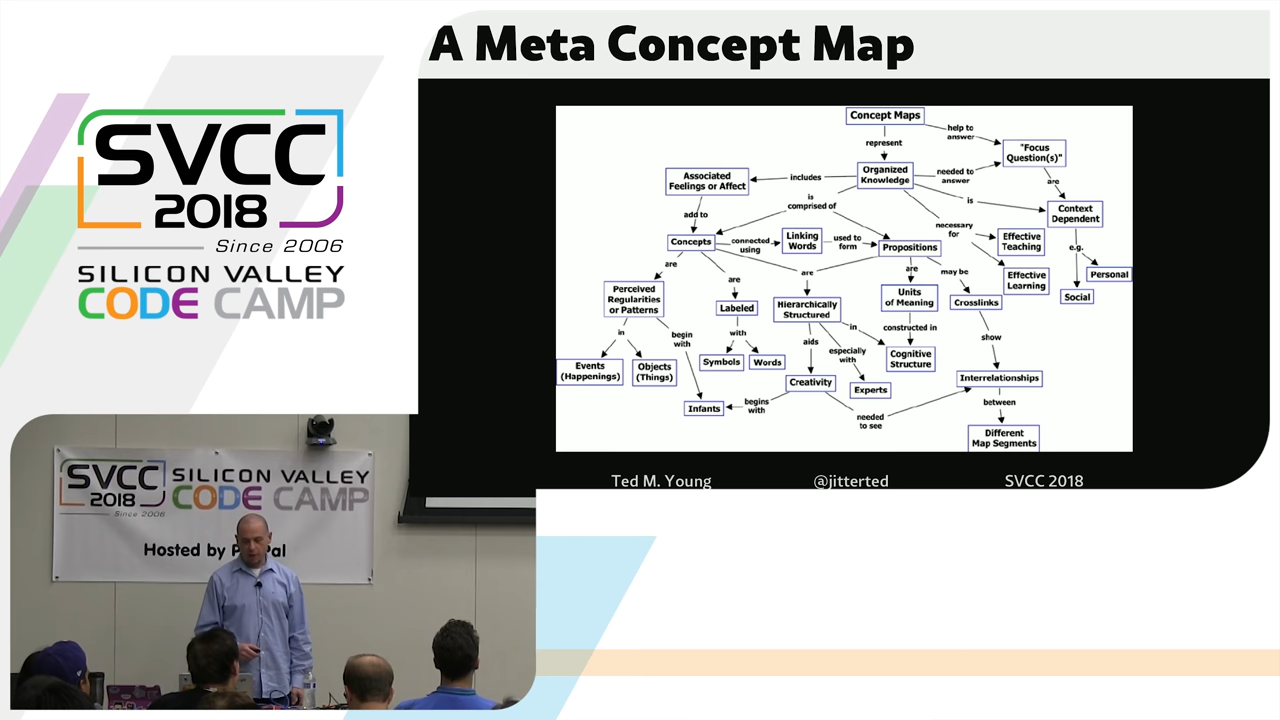 A Meta Concept Map
SVCC
2018
Since 2006
SILICON VALLEY
CODE CAMP
Concept Maps
help to
answer
represent
"Focus
Question(s)"
Associated
Feelings or Affect
includes
Organized
Knowledge
needed to
answer
are
is
comprised of
is
Context
Dependent
add to
necessary
for
Concepts
connected
using
Linking
Words
used to
form
Propositions
Effective
Teaching
e.g.
are
are
are
are
may be
Effective
Learning
Personal
Social
Perceived
Regularities
or Patterns
Labeled
Hierarchically
Structured
Units
of Meaning
Crosslinks
in
begin
with
with
aids
in
especially
with
constructed in
show
Events
(Happenings)
Objects
(Things)
Symbols
Words
Cognitive
Structure
Creativity
Experts
Interrelationships
Infants
begins
with
needed
to see
between
Different
Map Segments
Ted M. Young
@jitterted
SVCC 2018
SVCC
2018
Since 2006
SILICON VALLEY
CODE CAMP
Hosted by P Pal